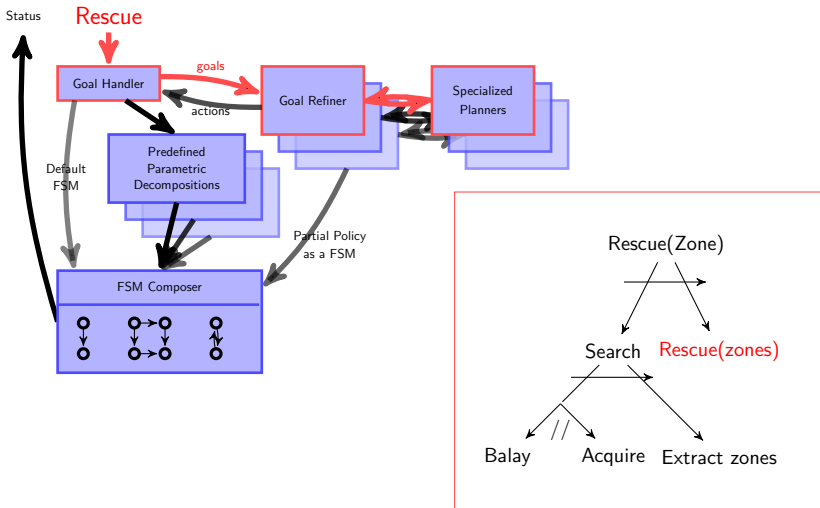 Status
Rescue
Goal Handler
goals
actions
Goal Refiner
Specialized
Planners
Predefined
Parametric
Decompositions
Default
FSM
Partial Policy
as a FSM
FSM Composer
Rescue(Zone)
Search
Rescue(zones)
//
Balay
Acquire
Extract zones